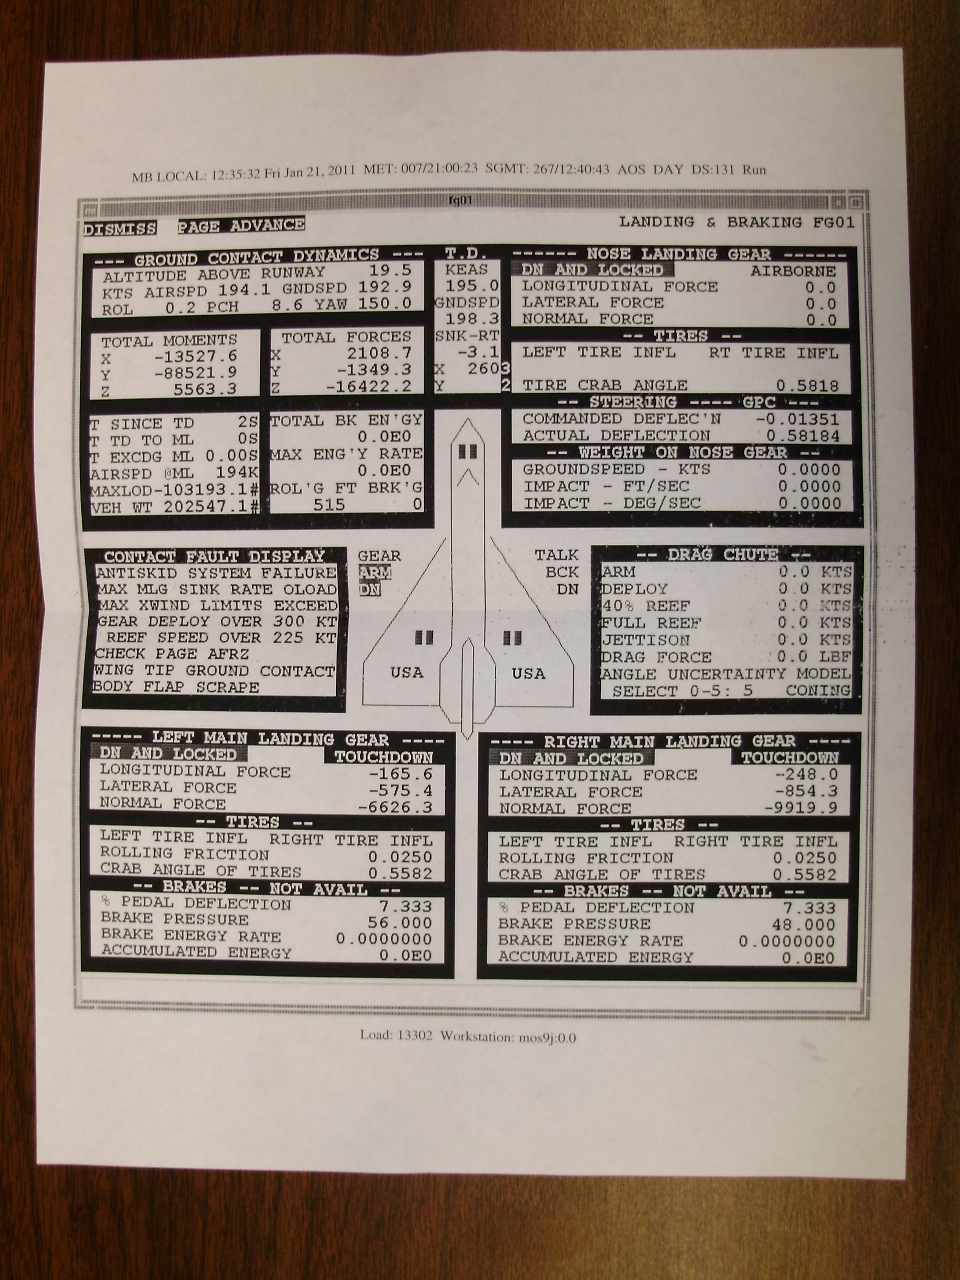 MB LOCAL: 12:35:32 Fri Jan 21, 2011 MET: 007/21:00:23 SGMT: 267/12:40:43 AOS DAY DS:131 Run
fg01
DISMISS PAGE ADVANCE LANDING & BRAKING FG01
--- GROUND CONTACT DYNAMICS ---
ALTITUDE ABOVE RUNWAY 19.5
KTS AIRSPD 194.1 GNDSPD 192.9
ROL 0.2 PCH 8.6 YAW 150.0
TOTAL MOMENTS
X -13527.6
Y -88521.9
Z 5563.3
TOTAL FORCES
X 2108.7
Y -1349.3
Z -16422.2
T.D.
KEAS
195.0
GNDSPD
198.3
SNK-RT
-3.1
X 2603
Y 2
------ NOSE LANDING GEAR ------
DN AND LOCKED AIRBORNE
LONGITUDINAL FORCE 0.0
LATERAL FORCE 0.0
NORMAL FORCE 0.0
-- TIRES --
LEFT TIRE INFL RT TIRE INFL
TIRE CRAB ANGLE 0.5818
-- STEERING ---- GPC --
COMMANDED DEFLEC'N -0.01351
ACTUAL DEFLECTION 0.58184
-- WEIGHT ON NOSE GEAR --
GROUNDSPEED - KTS 0.0000
IMPACT - FT/SEC 0.0000
IMPACT - DEG/SEC 0.0000
T SINCE TD 2S
T TD TO ML 0S
T EXCDG ML 0.00S
AIRSPD @ML 194K
MAXLOD-103193.1#
VEH WT 202547.1#
TOTAL BK EN'GY
0.0E0
MAX ENG'Y RATE
0.0E0
ROL'G FT BRK'G
515 0
CONTACT FAULT DISPLAY
ANTISKID SYSTEM FAILURE
MAX MLG SINK RATE OLOAD
MAX XWIND LIMITS EXCEED
GEAR DEPLOY OVER 300 KT
REEF SPEED OVER 225 KT
CHECK PAGE AFRZ
WING TIP GROUND CONTACT
BODY FLAP SCRAPE
GEAR
ARM
DN
TALK
BCK
DN
USA USA
-- DRAG CHUTE --
ARM 0.0 KTS
DEPLOY 0.0 KTS
40% REEF 0.0 KTS
FULL REEF 0.0 KTS
JETTISON 0.0 KTS
DRAG FORCE 0.0 LBF
ANGLE UNCERTAINTY MODEL
SELECT 0-5: 5 CONING
----- LEFT MAIN LANDING GEAR ----
DN AND LOCKED TOUCHDOWN
LONGITUDINAL FORCE -165.6
LATERAL FORCE -575.4
NORMAL FORCE -6626.3
-- TIRES --
LEFT TIRE INFL RIGHT TIRE INFL
ROLLING FRICTION 0.0250
CRAB ANGLE OF TIRES 0.5582
-- BRAKES -- NOT AVAIL --
% PEDAL DEFLECTION 7.333
BRAKE PRESSURE 56.000
BRAKE ENERGY RATE 0.0000000
ACCUMULATED ENERGY 0.0E0
---- RIGHT MAIN LANDING GEAR ----
DN AND LOCKED TOUCHDOWN
LONGITUDINAL FORCE -248.0
LATERAL FORCE -854.3
NORMAL FORCE -9919.9
-- TIRES --
LEFT TIRE INFL RIGHT TIRE INFL
ROLLING FRICTION 0.0250
CRAB ANGLE OF TIRES 0.5582
-- BRAKES -- NOT AVAIL --
% PEDAL DEFLECTION 7.333
BRAKE PRESSURE 48.000
BRAKE ENERGY RATE 0.0000000
ACCUMULATED ENERGY 0.0E0
Load: 13302 Workstation: mos9j:0.0